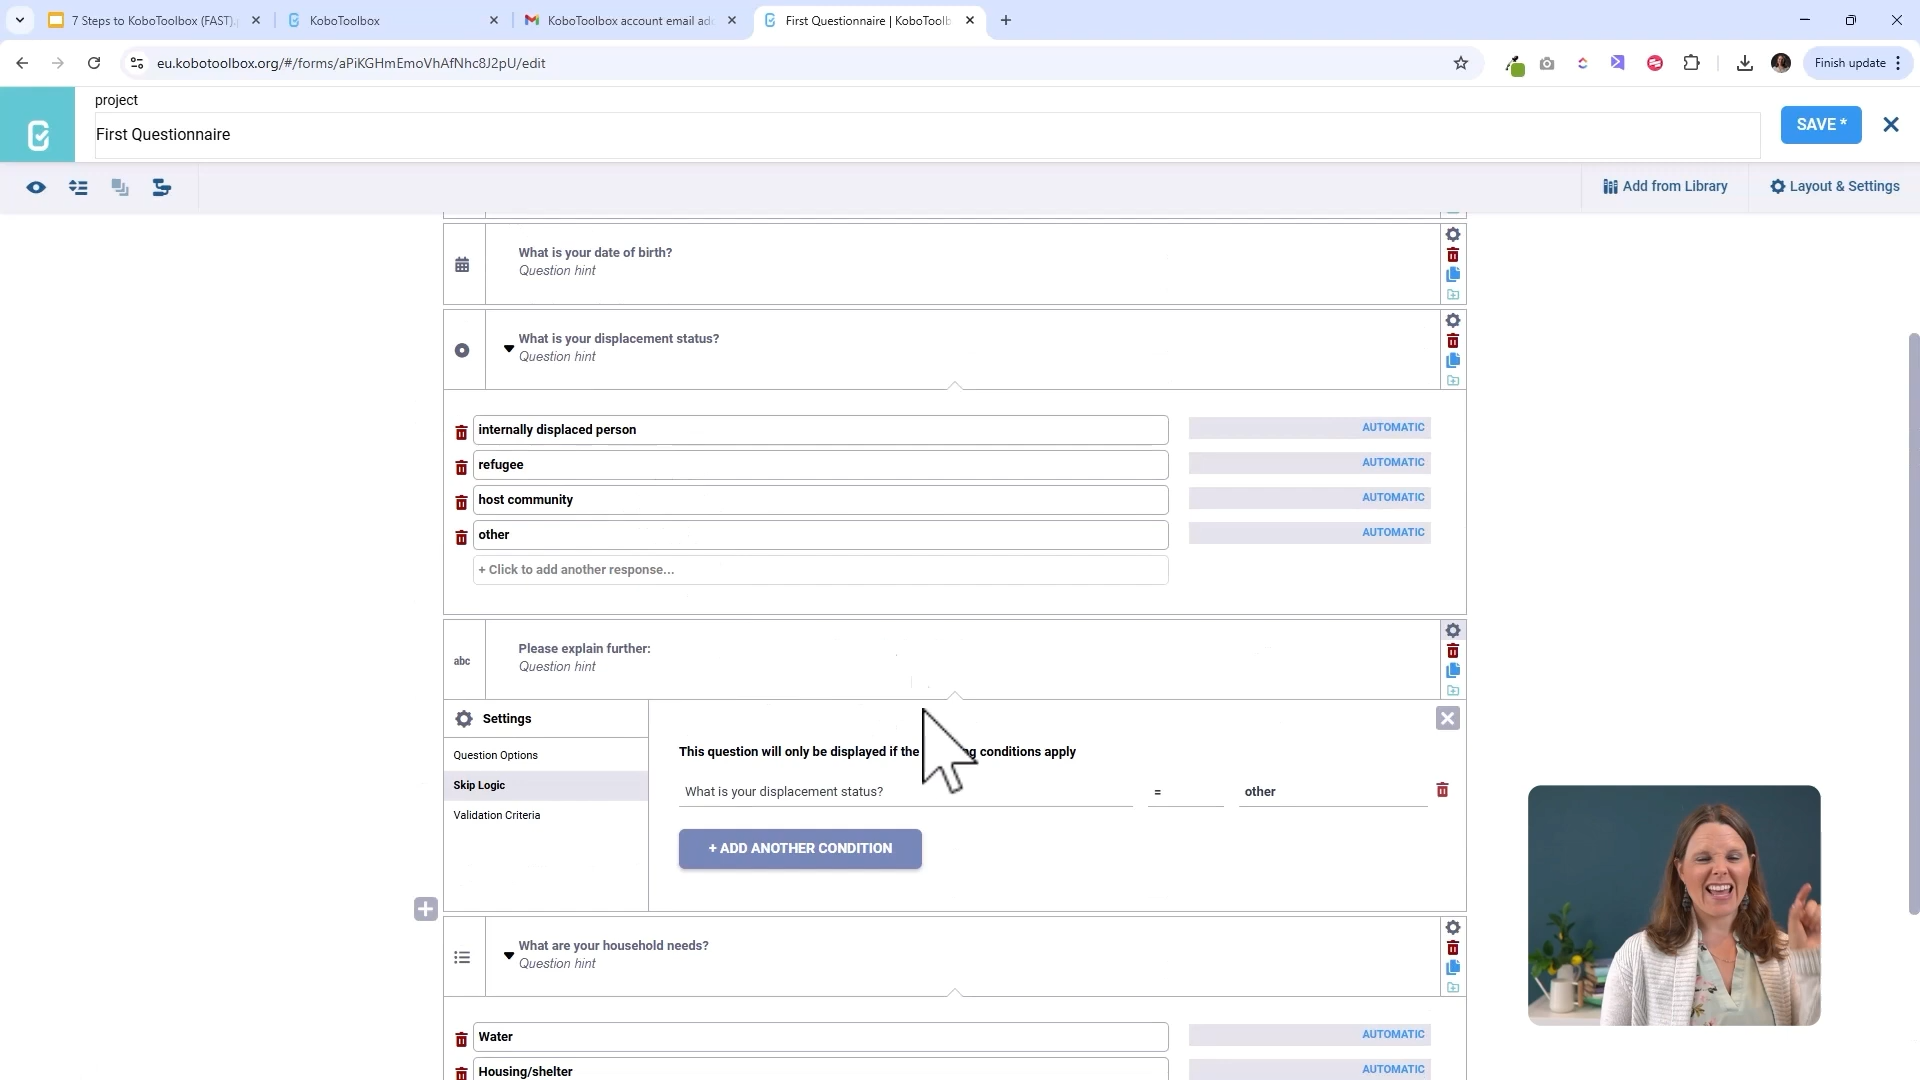 7 Steps to KoboToolbox (FAST).
KoboToolbox
KoboToolbox account email add
First Questionnaire | KoboToolb
eu.kobotoolbox.org/#/forms/aPiKGHmEmoVhAfNhc8J2pU/edit
Finish update
project
First Questionnaire
SAVE *
Add from Library
Layout & Settings
What is your date of birth?
Question hint
What is your displacement status?
Question hint
internally displaced person
AUTOMATIC
refugee
AUTOMATIC
host community
AUTOMATIC
other
AUTOMATIC
+ Click to add another response...
abc
Please explain further:
Question hint
Settings
Question Options
Skip Logic
Validation Criteria
This question will only be displayed if the g conditions apply
What is your displacement status?
=
other
+ ADD ANOTHER CONDITION
What are your household needs?
Question hint
Water
AUTOMATIC
Housing/shelter
AUTOMATIC